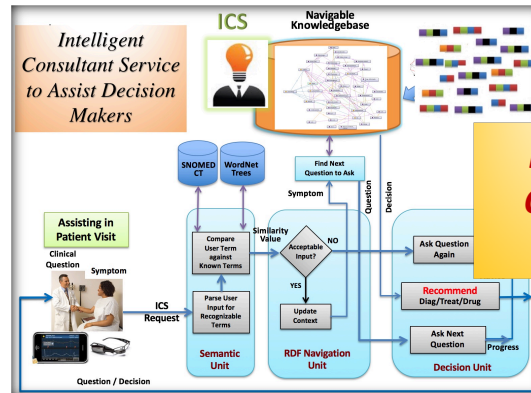 Intelligent
Consultant Service
to Assist Decision
Makers
ICS
Navigable
Knowledgebase
SNOMED
CT
WordNet
Trees
Find Next
Question to Ask
Symptom
Question
Decision
Assisting in
Patient Visit
Clinical
Question
Symptom
ICS
Request
Compare
User Term
against
Known Terms
Parse User
Input for
Recognizable
Terms
Semantic
Unit
Similarity
Value
Acceptable
Input?
NO
YES
Update
Context
RDF Navigation
Unit
Ask Question
Again
Recommend
Diag/Treat/Drug
Ask Next
Question
Progress
Decision Unit
Question / Decision